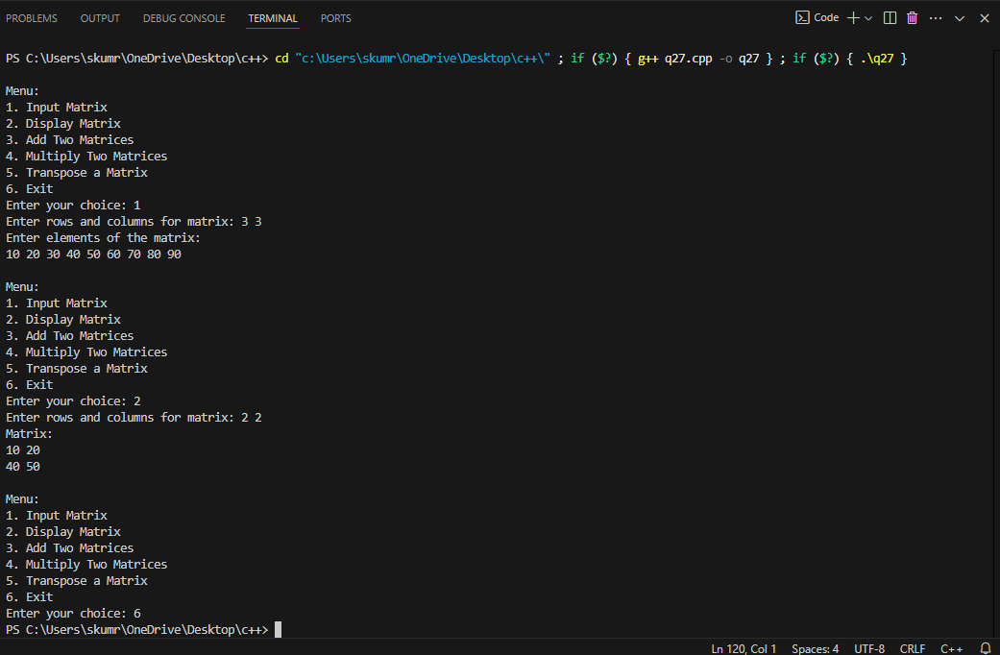 PROBLEMS OUTPUT DEBUG CONSOLE TERMINAL PORTS Code
PS C:\Users\skumr\OneDrive\Desktop\c++> cd "c:\Users\skumr\OneDrive\Desktop\c++\" ; if ($?) { g++ q27.cpp -o q27 } ; if ($?) { .\q27 }

Menu:
1. Input Matrix
2. Display Matrix
3. Add Two Matrices
4. Multiply Two Matrices
5. Transpose a Matrix
6. Exit
Enter your choice: 1
Enter rows and columns for matrix: 3 3
Enter elements of the matrix:
10 20 30 40 50 60 70 80 90

Menu:
1. Input Matrix
2. Display Matrix
3. Add Two Matrices
4. Multiply Two Matrices
5. Transpose a Matrix
6. Exit
Enter your choice: 2
Enter rows and columns for matrix: 2 2
Matrix:
10 20
40 50

Menu:
1. Input Matrix
2. Display Matrix
3. Add Two Matrices
4. Multiply Two Matrices
5. Transpose a Matrix
6. Exit
Enter your choice: 6
PS C:\Users\skumr\OneDrive\Desktop\c++>
Ln 120, Col 1 Spaces: 4 UTF-8 CRLF C++